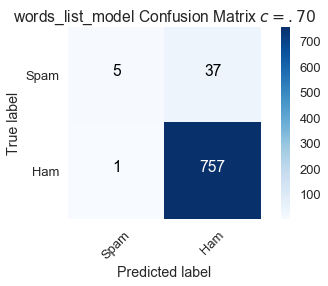 words_list_model Confusion Matrix c = .70
Spam
Ham
True label
5
37
1
757
Spam
Ham
Predicted label
700
600
500
400
300
200
100